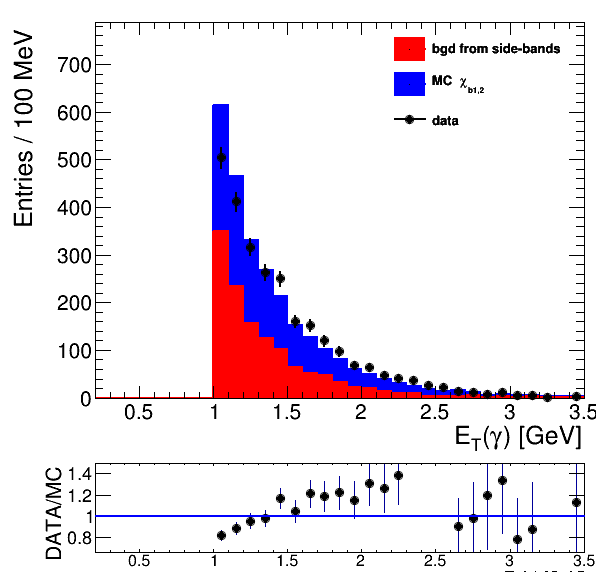 Entries / 100 MeV
700
600
500
400
300
200
100
0
bgd from side-bands
MC χb1,2
data
0.5 1 1.5 2 2.5 3 3.5
ET(γ) [GeV]
DATA/MC
1.4
1.2
1
0.8
0.5 1 1.5 2 2.5 3 3.5